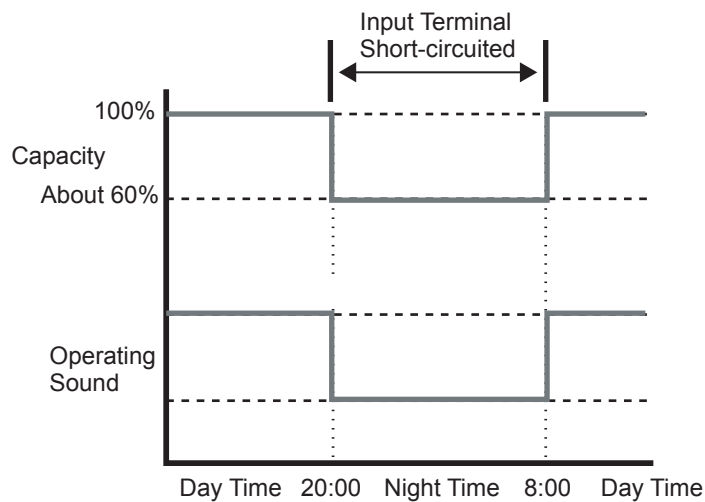 Input Terminal
Short-circuited
100%
Capacity
About 60%
Operating
Sound
Day Time 20:00 Night Time 8:00 Day Time